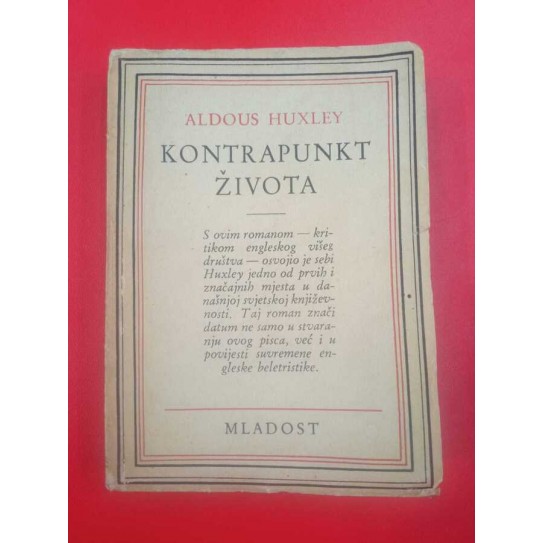 ALDOUS HUXLEY
KONTRAPUNKT
ŽIVOTA
S ovim romanom — kri-
tikom engleskog višeg
društva — osvojio je sebi
Huxley jedno od prvih i
značajnih mjesta u da-
našnjoj svjetskoj književ-
nosti. Taj roman znači
datum ne samo u stvara-
nju ovog pisca, već i u
povijesti suvremene en-
gleske beletristike.
MLADOST